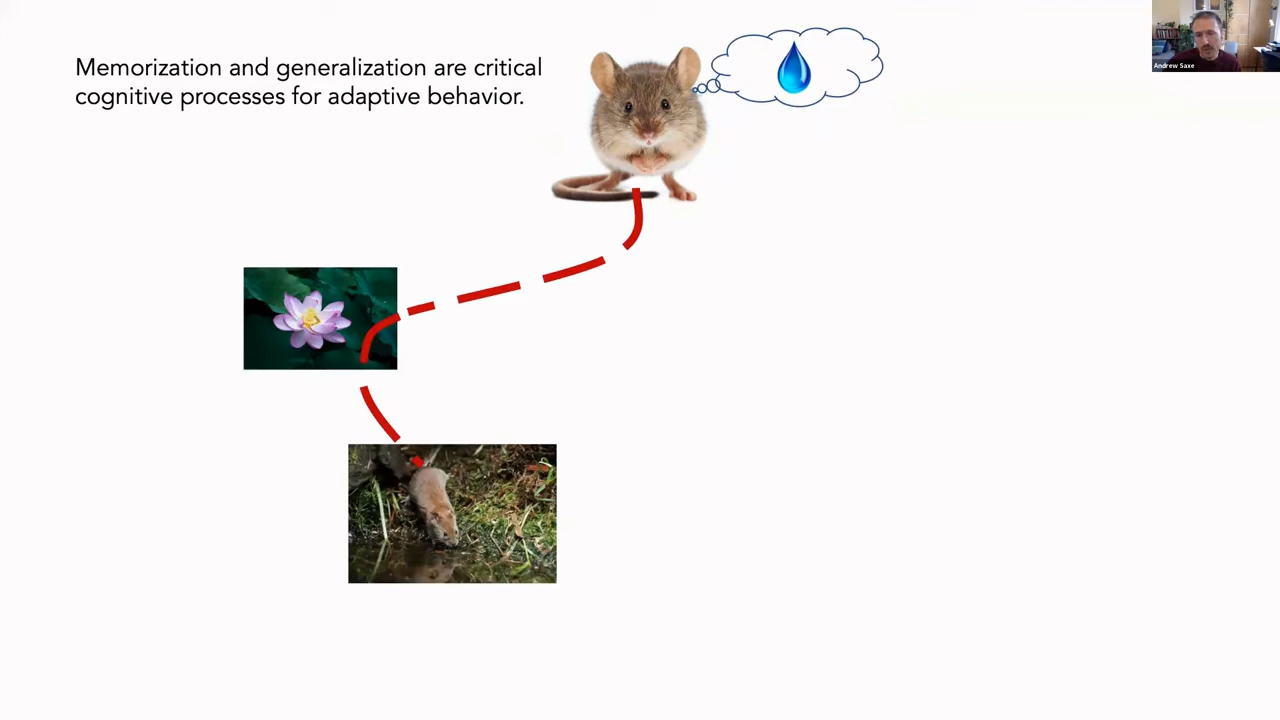 Memorization and generalization are critical
cognitive processes for adaptive behavior.
Andrew Saxe